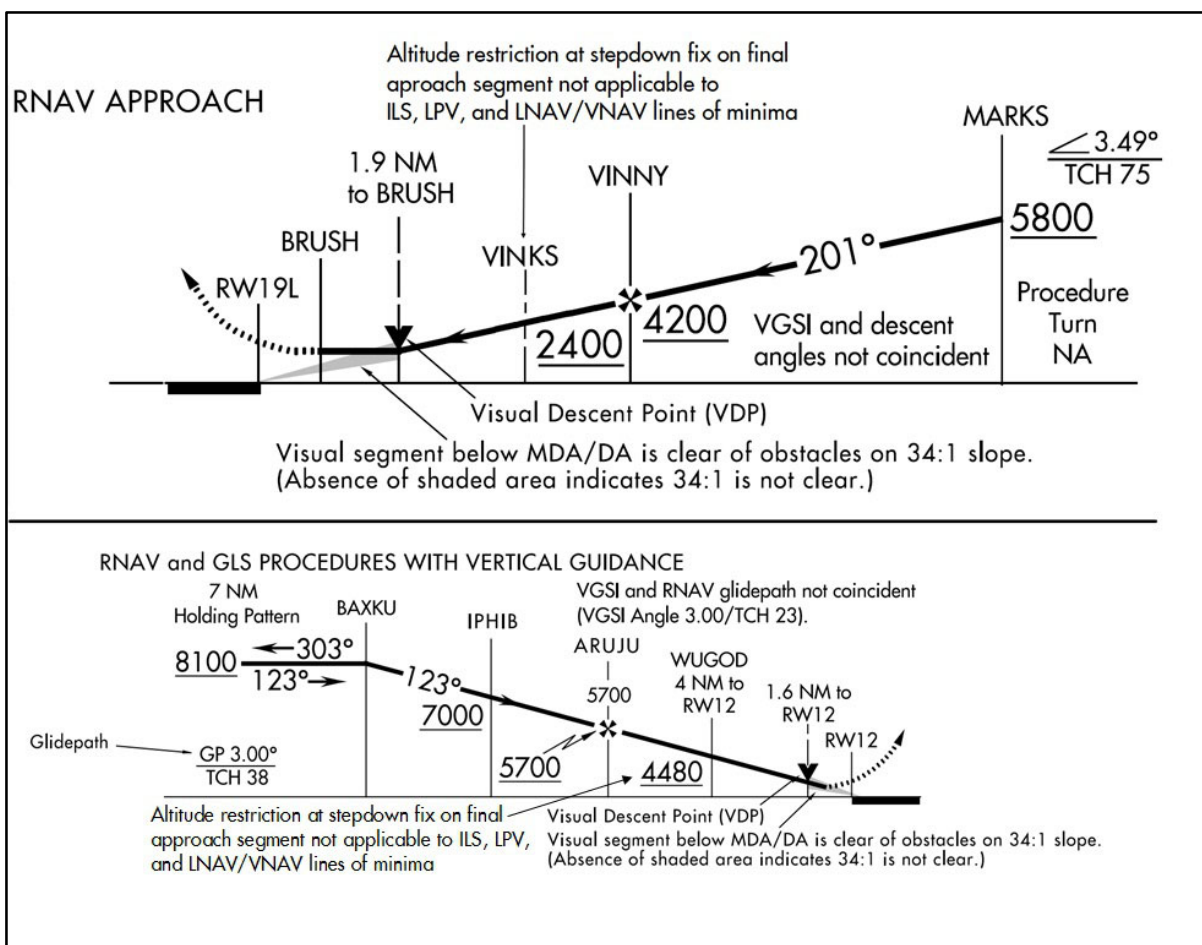 Altitude restriction at stepdown fix on final
aproach segment not applicable to
ILS, LPV, and LNAV/VNAV lines of minima
RNAV APPROACH
MARKS
1.9 NM
to BRUSH
VINNY
3.49°
TCH 75
BRUSH
VINKS
201°
5800
RW19L
2400
4200
VGSI and descent
angles not coincident
Procedure
Turn
NA
Visual Descent Point (VDP)
Visual segment below MDA/DA is clear of obstacles on 34:1 slope.
(Absence of shaded area indicates 34:1 is not clear.)
RNAV and GLS PROCEDURES WITH VERTICAL GUIDANCE
7 NM
Holding Pattern
BAXKU
IPHIB
VGSI and RNAV glidepath not coincident
(VGSI Angle 3.00/TCH 23).
ARUJU
WUGOD
4 NM to
RW12
1.6 NM to
RW12
RW12
8100
303°
123°
123°
7000
5700
5700
4480
Glidepath
GP 3.00°
TCH 38
Altitude restriction at stepdown fix on final
approach segment not applicable to ILS, LPV,
and LNAV/VNAV lines of minima
Visual Descent Point (VDP)
Visual segment below MDA/DA is clear of obstacles on 34:1 slope.
(Absence of shaded area indicates 34:1 is not clear.)